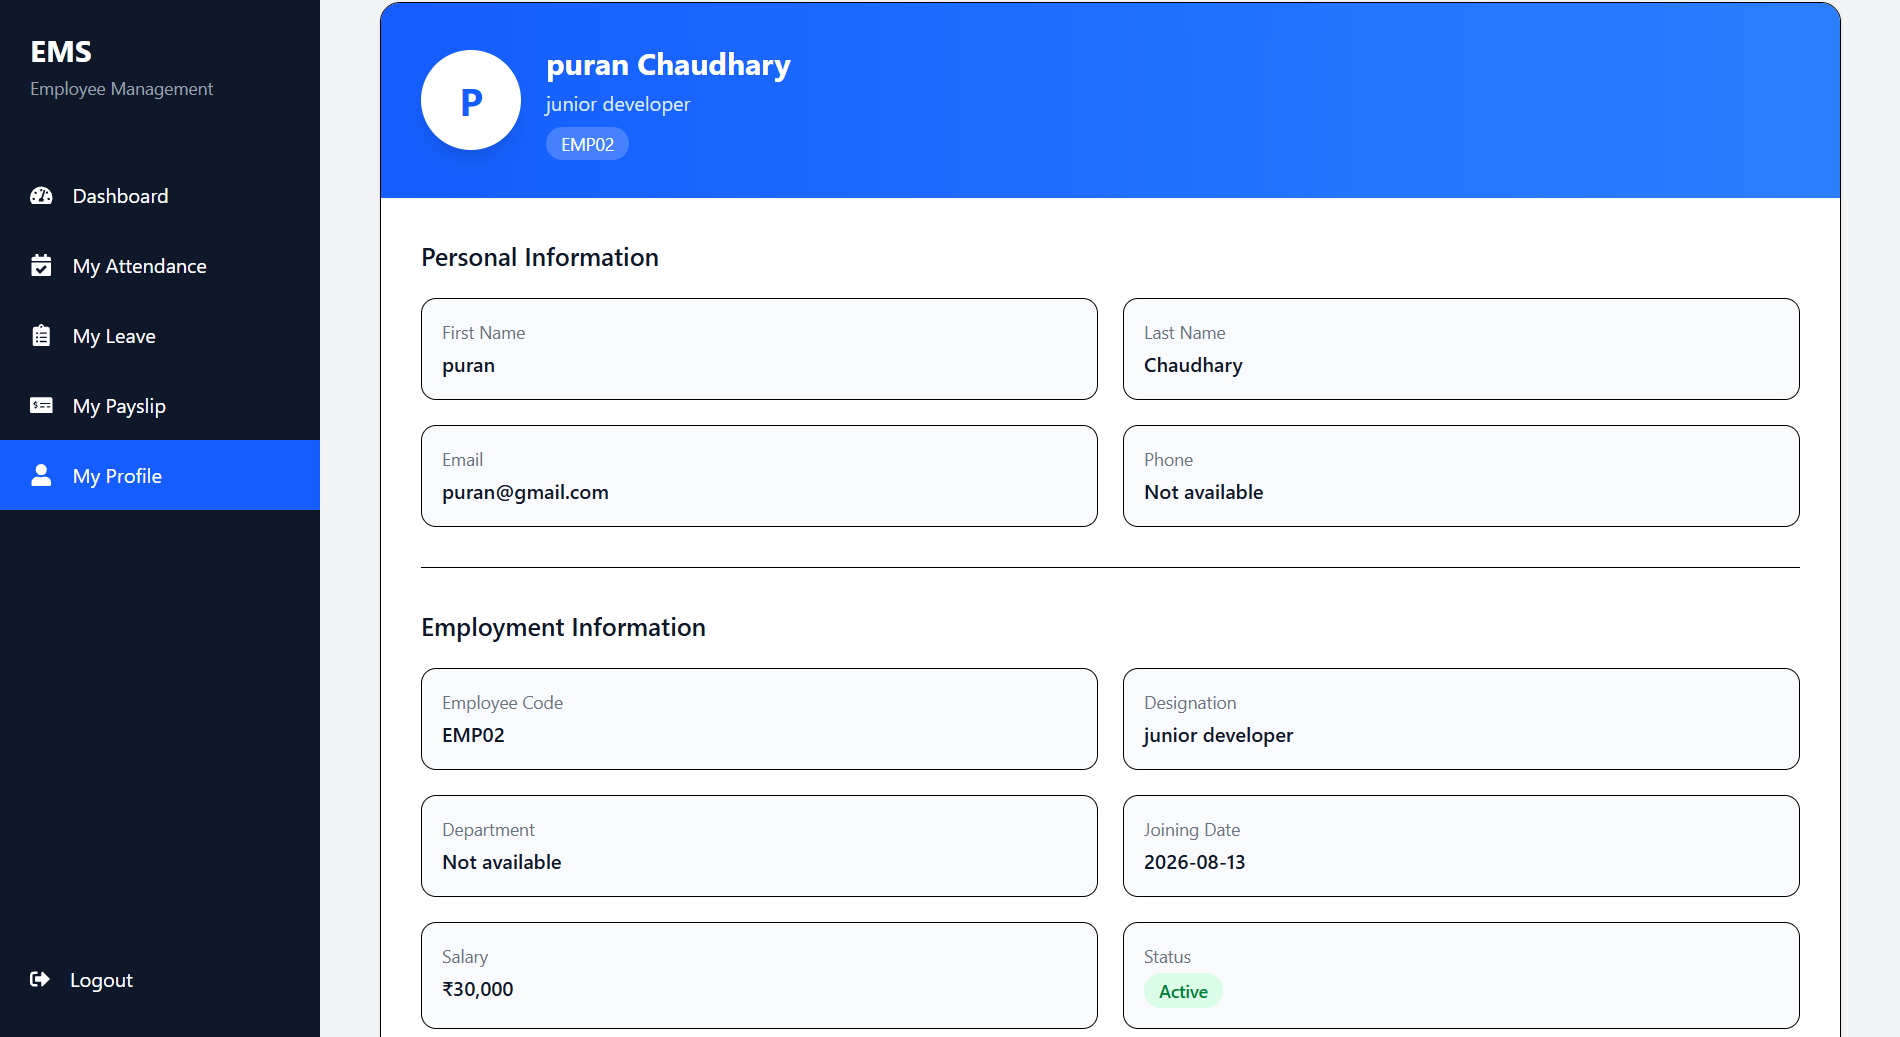 EMS
Employee Management
Dashboard
My Attendance
My Leave
My Payslip
My Profile
Logout
P
puran Chaudhary
junior developer
EMP02
Personal Information
First Name
puran
Last Name
Chaudhary
Email
puran@gmail.com
Phone
Not available
Employment Information
Employee Code
EMP02
Designation
junior developer
Department
Not available
Joining Date
2026-08-13
Salary
₹30,000
Status
Active